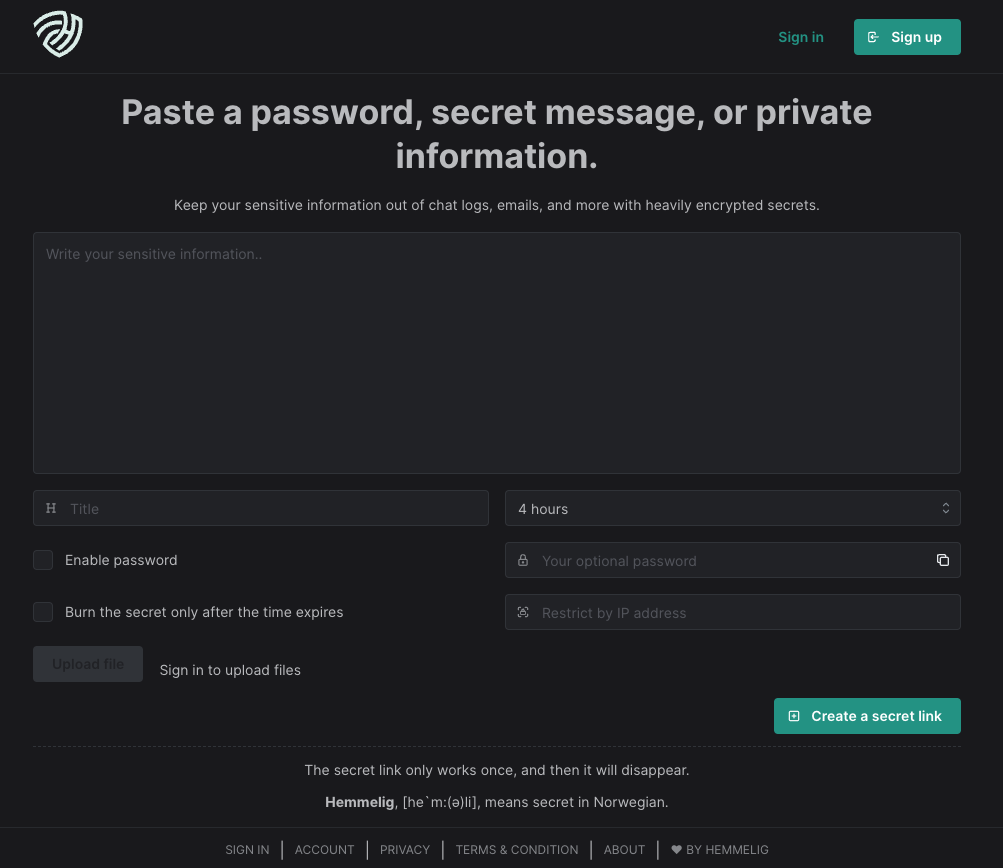 Sign in
Sign up
Paste a password, secret message, or private
information.
Keep your sensitive information out of chat logs, emails, and more with heavily encrypted secrets.
Write your sensitive information..
H Title
4 hours
Enable password
Your optional password
Burn the secret only after the time expires
Restrict by IP address
Upload file
Sign in to upload files
Create a secret link
The secret link only works once, and then it will disappear.
Hemmelig, [he`m:(ə)li], means secret in Norwegian.
SIGN IN | ACCOUNT | PRIVACY | TERMS & CONDITION | ABOUT | ♥ BY HEMMELIG